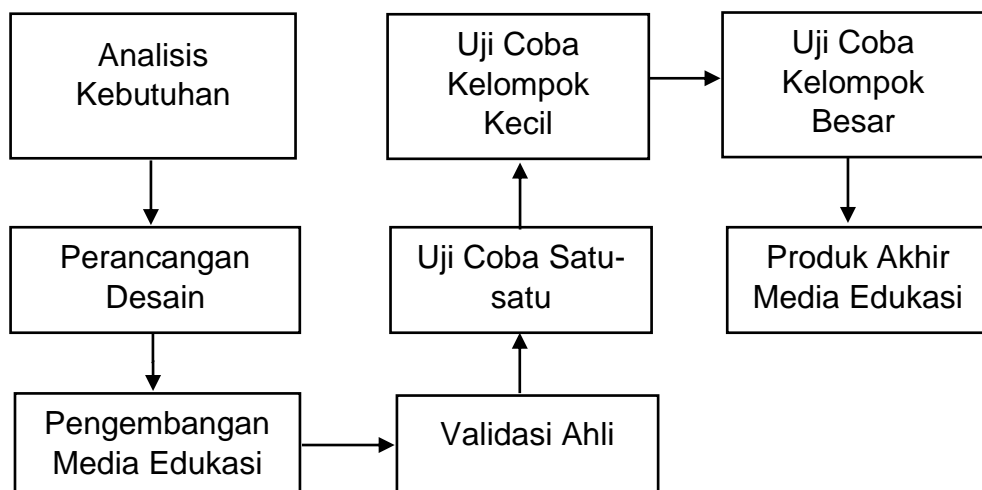 Analisis
Kebutuhan
Perancangan
Desain
Pengembangan
Media Edukasi
Validasi Ahli
Uji Coba Satu-
satu
Uji Coba
Kelompok
Kecil
Uji Coba
Kelompok
Besar
Produk Akhir
Media Edukasi